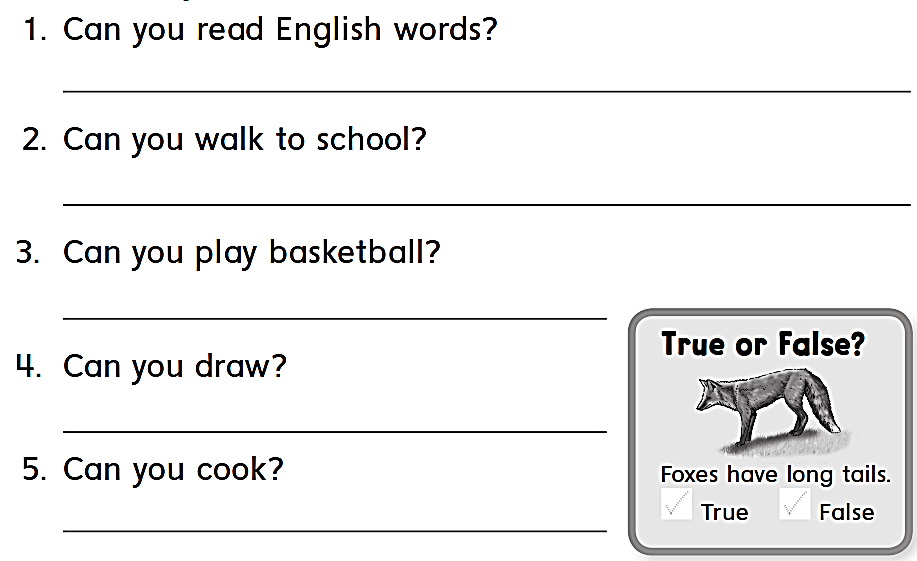 1. Can you read English words?
2. Can you walk to school?
3. Can you play basketball?
4. Can you draw?
5. Can you cook?
True or False?
Foxes have long tails.
True False